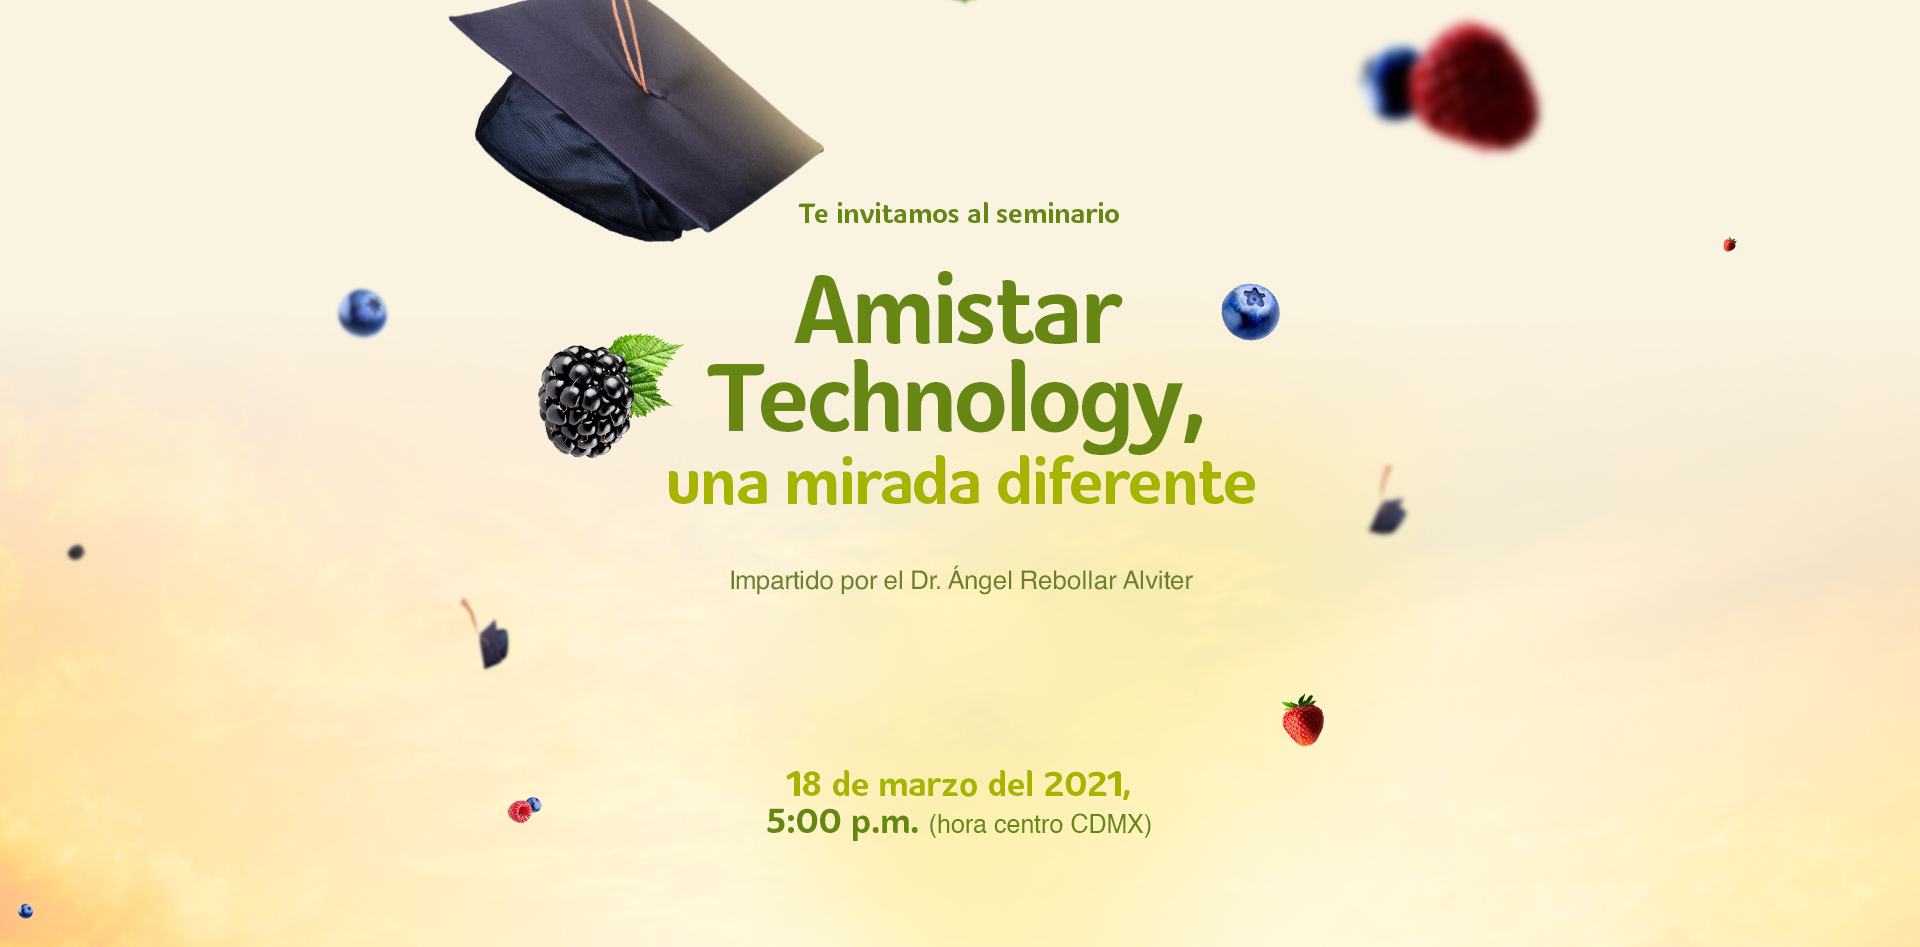 Te invitamos al seminario
Amistar
Technology,
una mirada diferente
Impartido por el Dr. Ángel Rebollar Alviter
18 de marzo del 2021,
5:00 p.m. (hora centro CDMX)